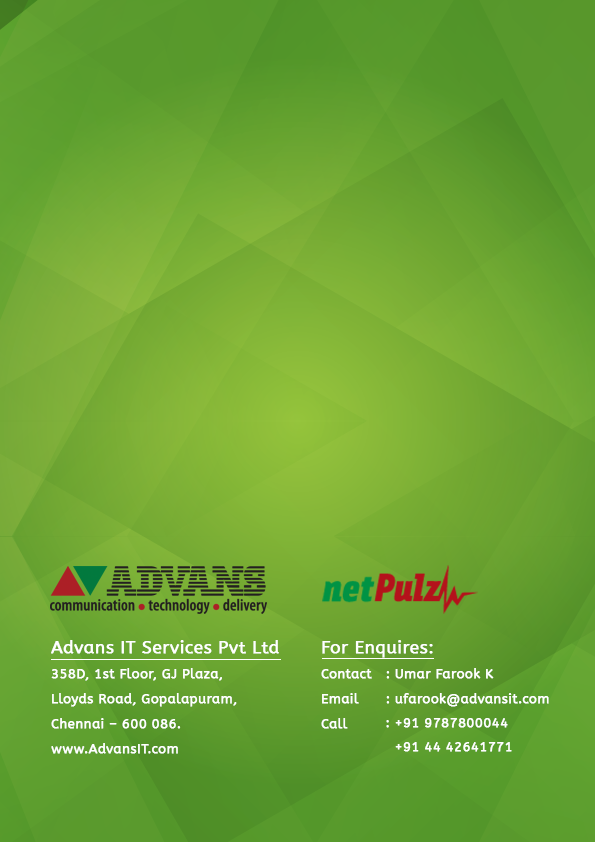 ADVANS
communication • technology • delivery
netPulz
Advans IT Services Pvt Ltd
358D, 1st Floor, GJ Plaza,
Lloyds Road, Gopalapuram,
Chennai – 600 086.
www.AdvansIT.com
For Enquires:
Contact : Umar Farook K
Email : ufarook@advansit.com
Call : +91 9787800044
+91 44 42641771